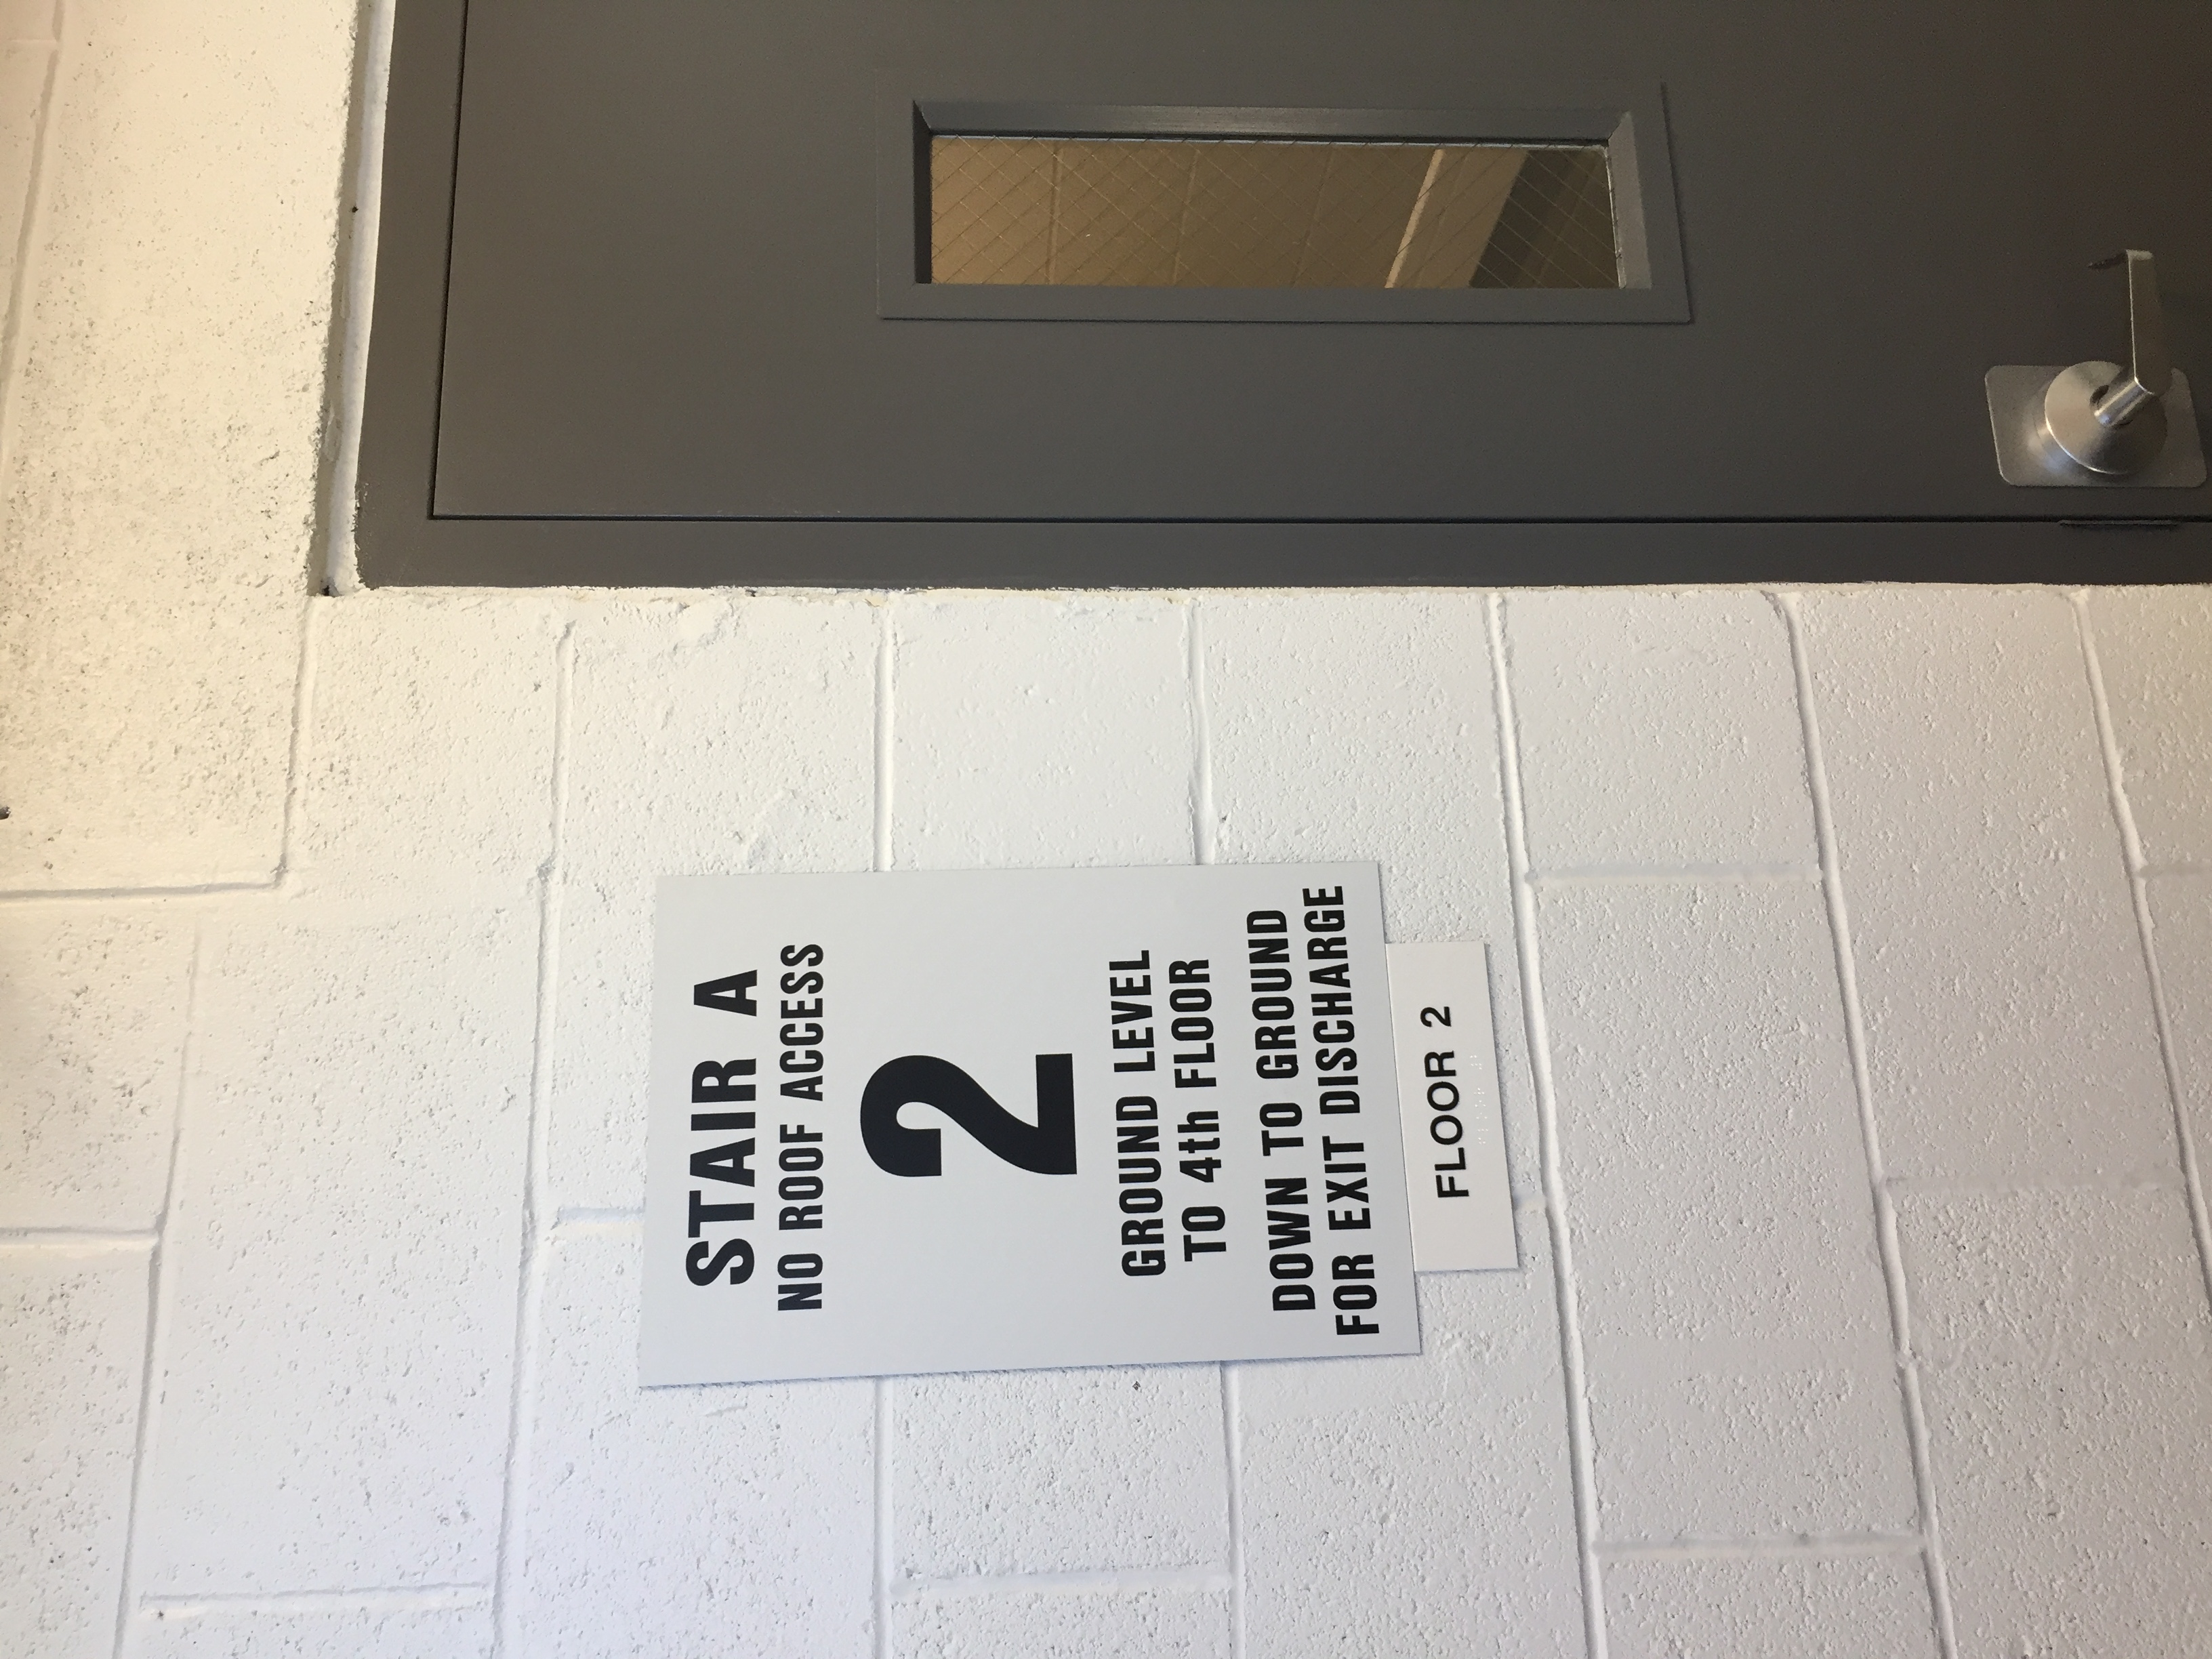 STAIR A
NO ROOF ACCESS
2
GROUND LEVEL
TO 4th FLOOR
DOWN TO GROUND
FOR EXIT DISCHARGE
FLOOR 2